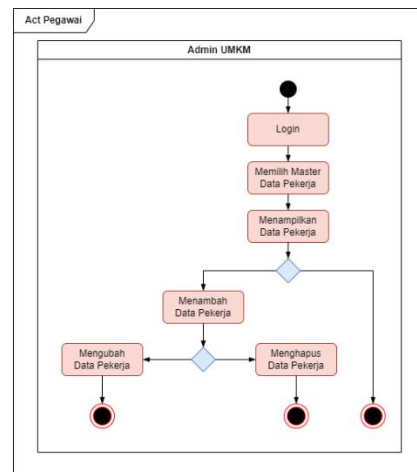 Act Pegawai
Admin UMKM
Login
Memilih Master
Data Pekerja
Menampilkan
Data Pekerja
Menambah
Data Pekerja
Mengubah
Data Pekerja
Menghapus
Data Pekerja